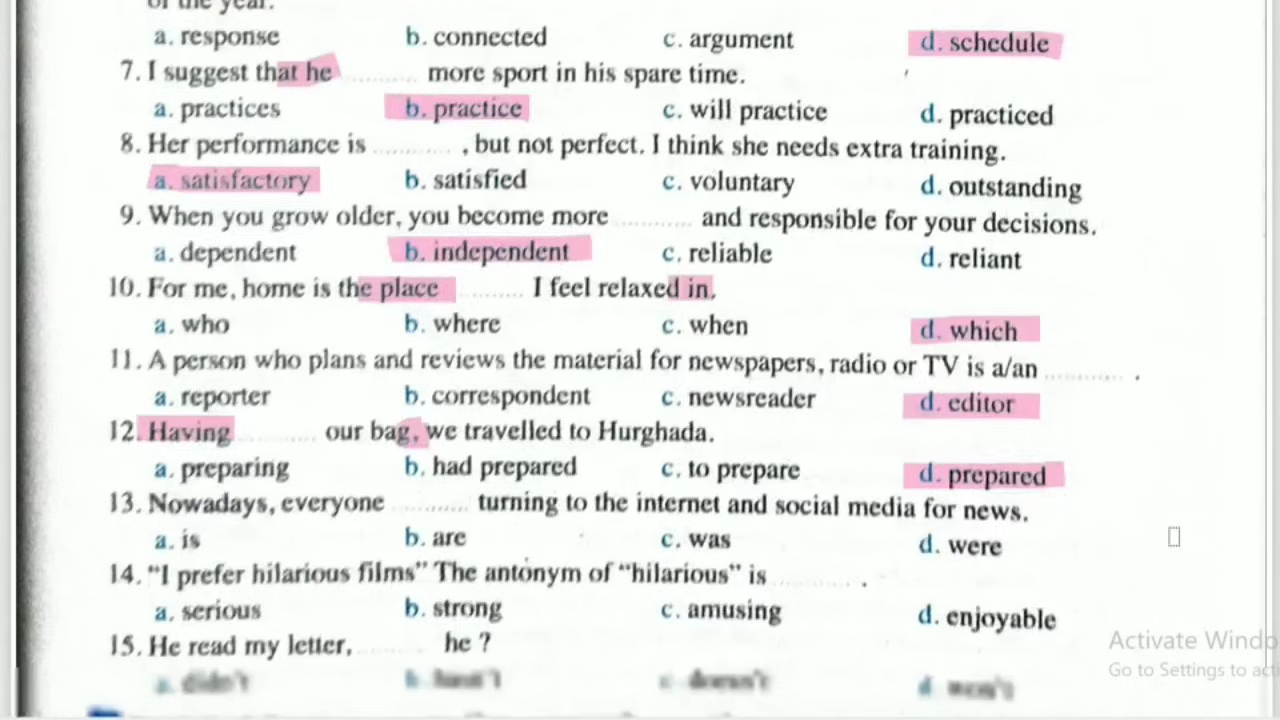 of the year.
a. response b. connected c. argument d. schedule
7. I suggest that he .......... more sport in his spare time.
a. practices b. practice c. will practice d. practiced
8. Her performance is .......... , but not perfect. I think she needs extra training.
a. satisfactory b. satisfied c. voluntary d. outstanding
9. When you grow older, you become more .......... and responsible for your decisions.
a. dependent b. independent c. reliable d. reliant
10. For me, home is the place .......... I feel relaxed in.
a. who b. where c. when d. which
11. A person who plans and reviews the material for newspapers, radio or TV is a/an .......... .
a. reporter b. correspondent c. newsreader d. editor
12. Having .......... our bag, we travelled to Hurghada.
a. preparing b. had prepared c. to prepare d. prepared
13. Nowadays, everyone .......... turning to the internet and social media for news.
a. is b. are c. was d. were
14. "I prefer hilarious films" The antonym of "hilarious" is .......... .
a. serious b. strong c. amusing d. enjoyable
15. He read my letter, .......... he ?
a. didn't b. hasn't c. doesn't d. won't
Activate Windo
Go to Settings to acti